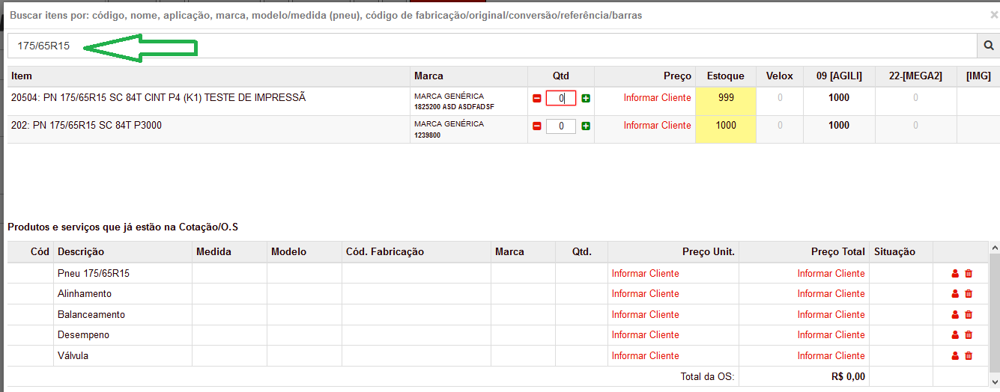 Buscar itens por: código, nome, aplicação, marca, modelo/medida (pneu), código de fabricação/original/conversão/referência/barras
×
175/65R15
Item Marca Qtd Preço Estoque Velox 09 [AGILI] 22-[MEGA2] [IMG]
20504: PN 175/65R15 SC 84T CINT P4 (K1) TESTE DE IMPRESSÃ MARCA GENÉRICA 0 Informar Cliente 999 0 1000 0
1825200 ASD ASDFADSF
202: PN 175/65R15 SC 84T P3000 MARCA GENÉRICA 0 Informar Cliente 1000 0 1000 0
1239800
Produtos e serviços que já estão na Cotação/O.S
Cód Descrição Medida Modelo Cód. Fabricação Marca Qtd. Preço Unit. Preço Total Situação
Pneu 175/65R15 Informar Cliente Informar Cliente
Alinhamento Informar Cliente Informar Cliente
Balanceamento Informar Cliente Informar Cliente
Desempeno Informar Cliente Informar Cliente
Válvula Informar Cliente Informar Cliente
Total da OS: R$ 0,00